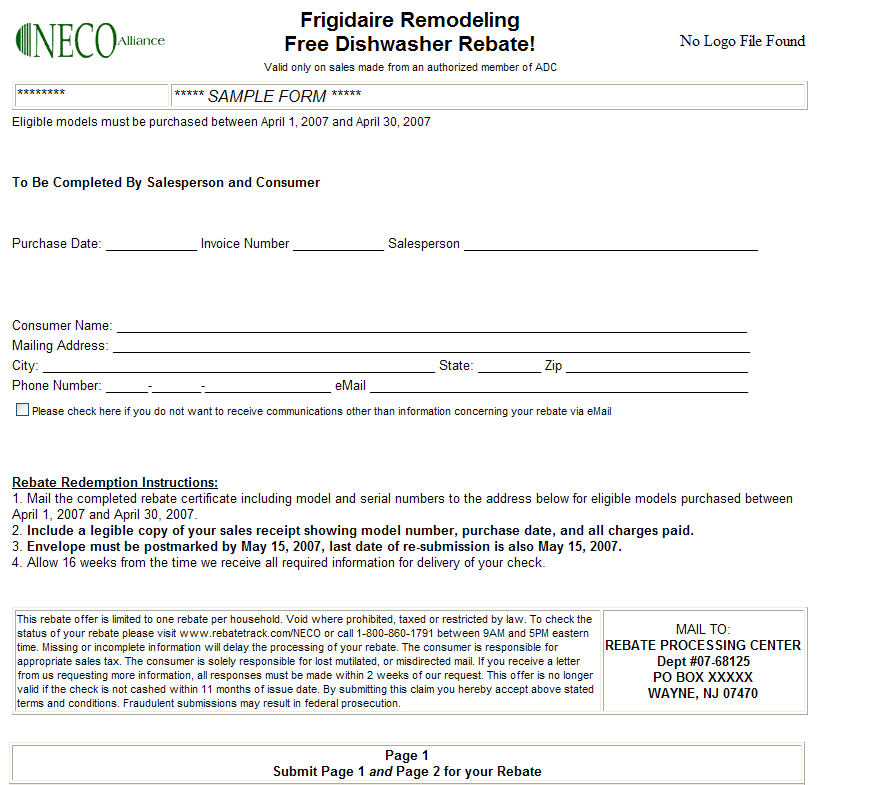 NECO Alliance
Frigidaire Remodeling
Free Dishwasher Rebate!
No Logo File Found
Valid only on sales made from an authorized member of ADC
******** ***** SAMPLE FORM *****
Eligible models must be purchased between April 1, 2007 and April 30, 2007
To Be Completed By Salesperson and Consumer
Purchase Date: _____________ Invoice Number _____________ Salesperson __________________________________________
Consumer Name: __________________________________________________________________________________________
Mailing Address: ___________________________________________________________________________________________
City: ________________________________________________________ State: _________ Zip __________________________
Phone Number: ______-_______-__________________ eMail ______________________________________________________
Please check here if you do not want to receive communications other than information concerning your rebate via eMail
Rebate Redemption Instructions:
1. Mail the completed rebate certificate including model and serial numbers to the address below for eligible models purchased between
April 1, 2007 and April 30, 2007.
2. Include a legible copy of your sales receipt showing model number, purchase date, and all charges paid.
3. Envelope must be postmarked by May 15, 2007, last date of re-submission is also May 15, 2007.
4. Allow 16 weeks from the time we receive all required information for delivery of your check.
This rebate offer is limited to one rebate per household. Void where prohibited, taxed or restricted by law. To check the
status of your rebate please visit www.rebatetrack.com/NECO or call 1-800-860-1791 between 9AM and 5PM eastern
time. Missing or incomplete information will delay the processing of your rebate. The consumer is responsible for
appropriate sales tax. The consumer is solely responsible for lost mutilated, or misdirected mail. If you receive a letter
from us requesting more information, all responses must be made within 2 weeks of our request. This offer is no longer
valid if the check is not cashed within 11 months of issue date. By submitting this claim you hereby accept above stated
terms and conditions. Fraudulent submissions may result in federal prosecution.
MAIL TO:
REBATE PROCESSING CENTER
Dept #07-68125
PO BOX XXXXX
WAYNE, NJ 07470
Page 1
Submit Page 1 and Page 2 for your Rebate